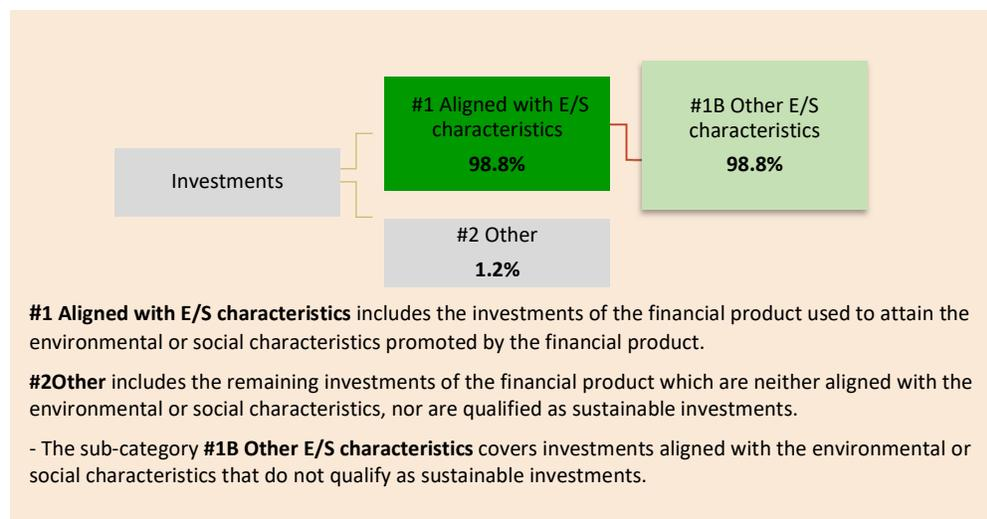 #1 Aligned with E/S
characteristics
98.8%
#1B Other E/S
characteristics
98.8%
Investments
#2 Other
1.2%
#1 Aligned with E/S characteristics includes the investments of the financial product used to attain the
environmental or social characteristics promoted by the financial product.
#2Other includes the remaining investments of the financial product which are neither aligned with the
environmental or social characteristics, nor are qualified as sustainable investments.
- The sub-category #1B Other E/S characteristics covers investments aligned with the environmental or
social characteristics that do not qualify as sustainable investments.